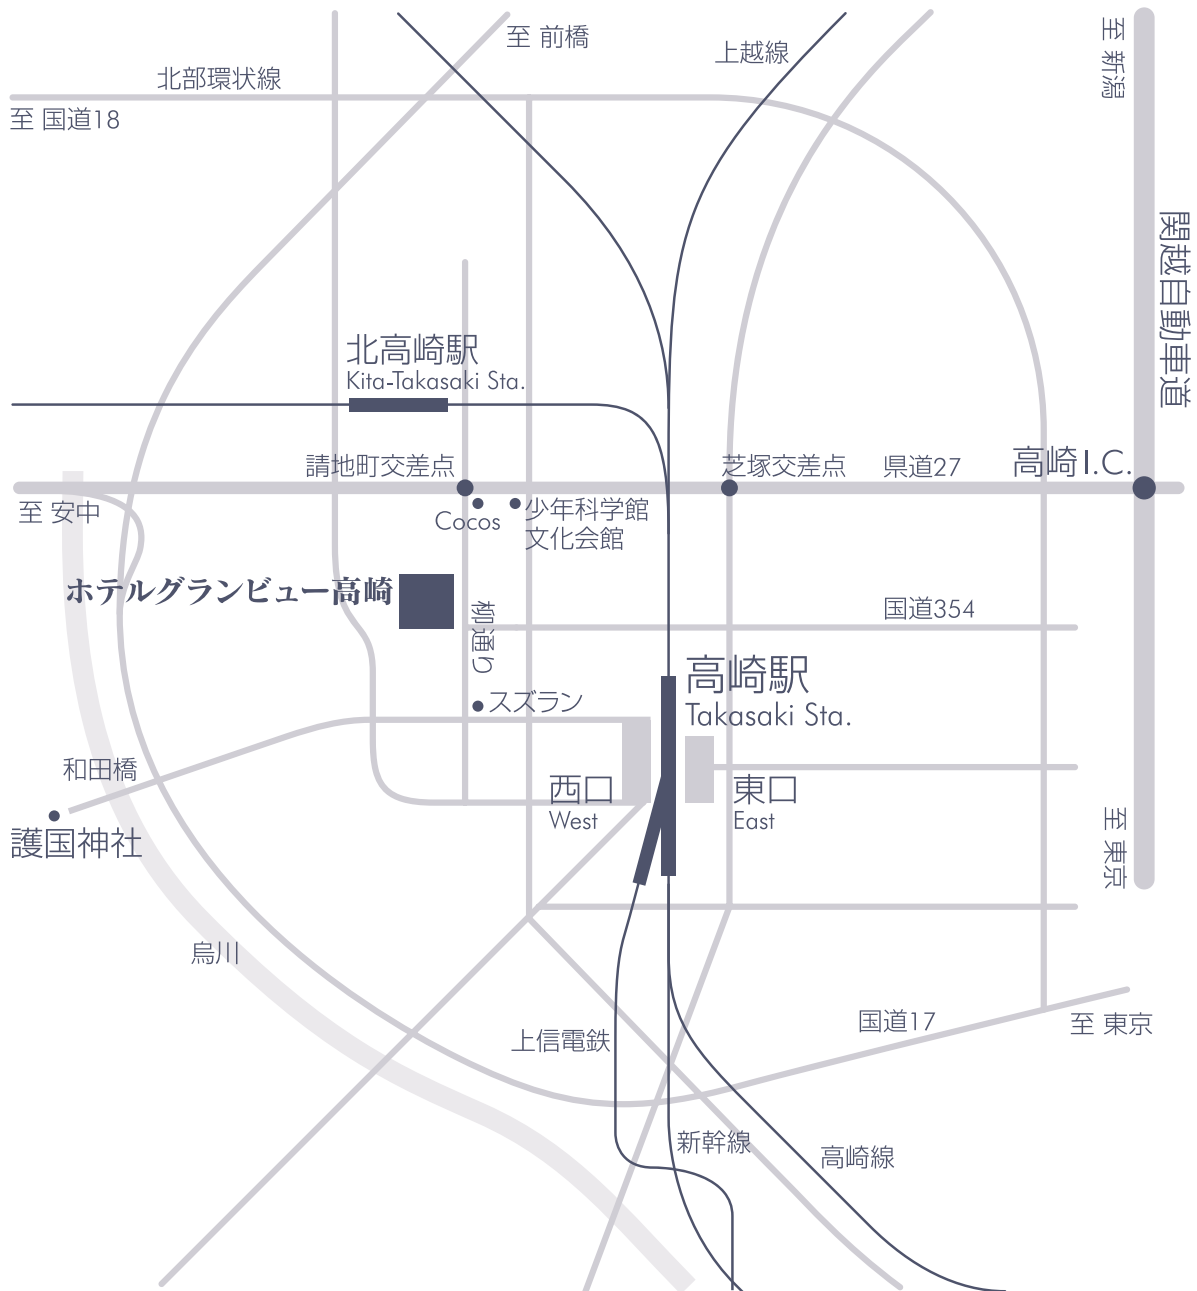 至 前橋
上越線
至 新潟
北部環状線
至 国道18
関越自動車道
北高崎駅
Kita-Takasaki Sta.
請地町交差点
芝塚交差点
県道27
高崎I.C.
至 安中
Cocos
少年科学館
文化会館
ホテルグランビュー高崎
柳通り
国道354
高崎駅
Takasaki Sta.
スズラン
和田橋
西口
West
東口
East
護国神社
至 東京
烏川
国道17
至 東京
上信電鉄
新幹線
高崎線